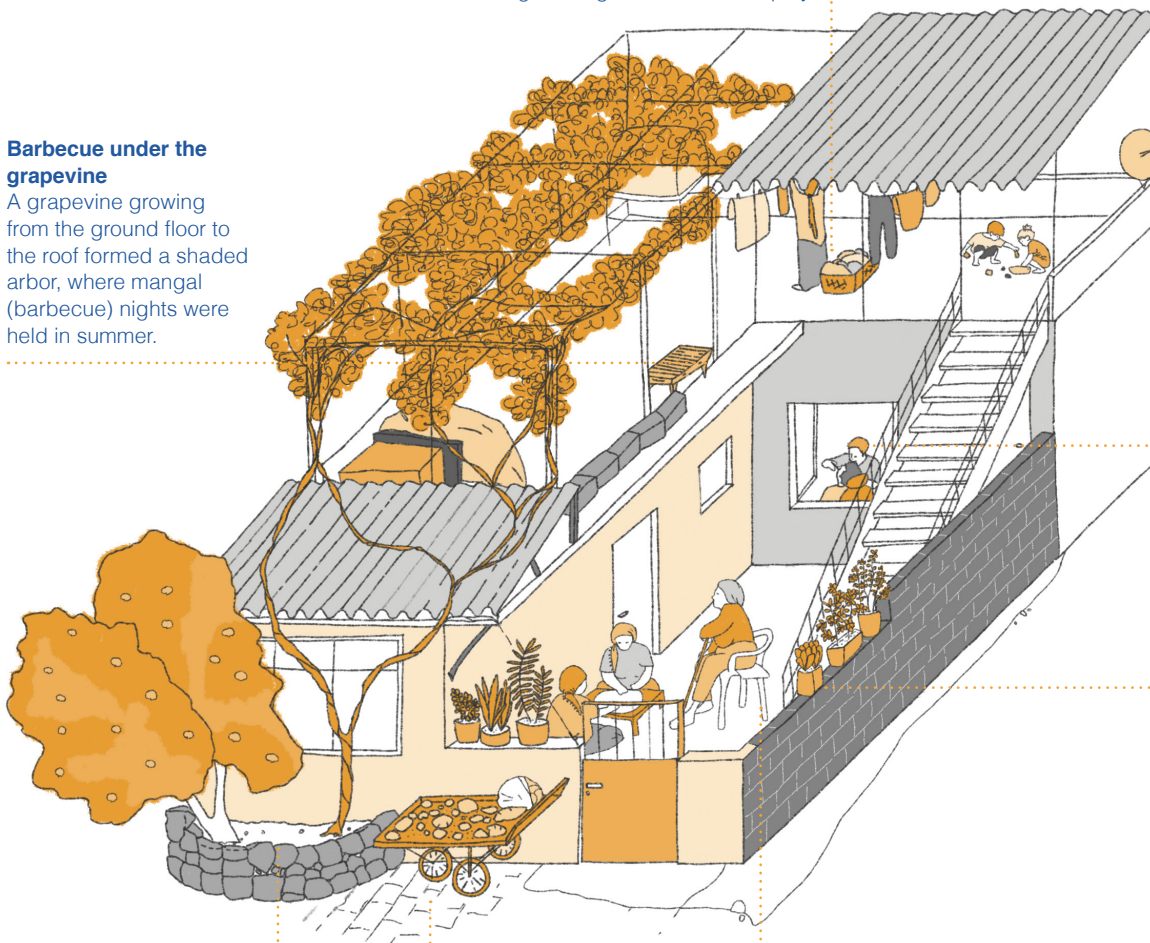 Barbecue under the
grapevine
A grapevine growing
from the ground floor to
the roof formed a shaded
arbor, where mangal
(barbecue) nights were
held in summer.